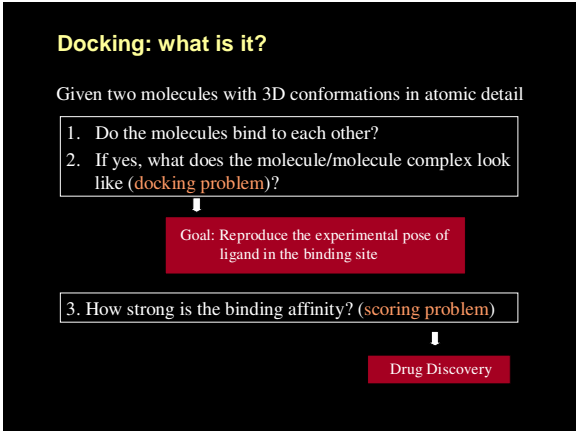 Docking: what is it?
Given two molecules with 3D conformations in atomic detail
1. Do the molecules bind to each other?
2. If yes, what does the molecule/molecule complex look
like (docking problem)?
Goal: Reproduce the experimental pose of
ligand in the binding site
3. How strong is the binding affinity? (scoring problem)
Drug Discovery